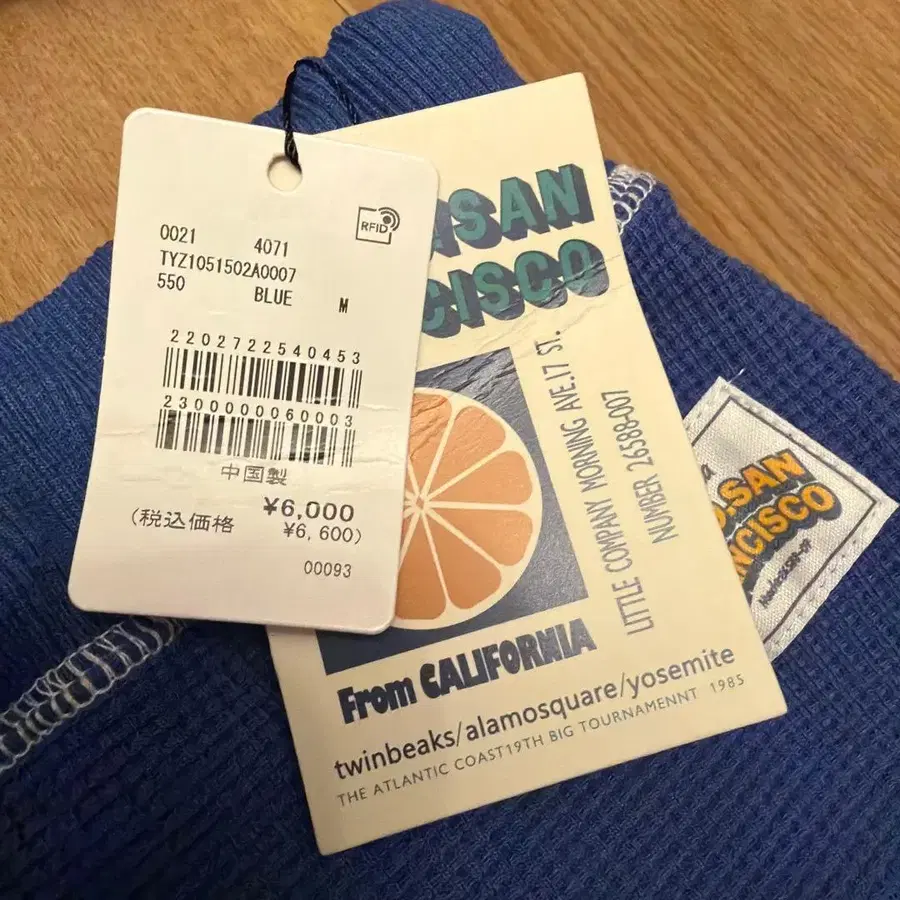 0021 4071
TYZ1051502A0007
550 BLUE M
RFID
2202722540453
2300000060003
中国製
¥6,000
(税込価格 ¥6,600)
00093
.SAN
CISCO
LITTLE COMPANY MORNING AVE.17 ST.
NUMBER 26588-007
From CALIFORNIA
twinbeaks/alamosquare/yosemite
THE ATLANTIC COAST19TH BIG TOURNAMENNT 1985
.SAN
NCISCO